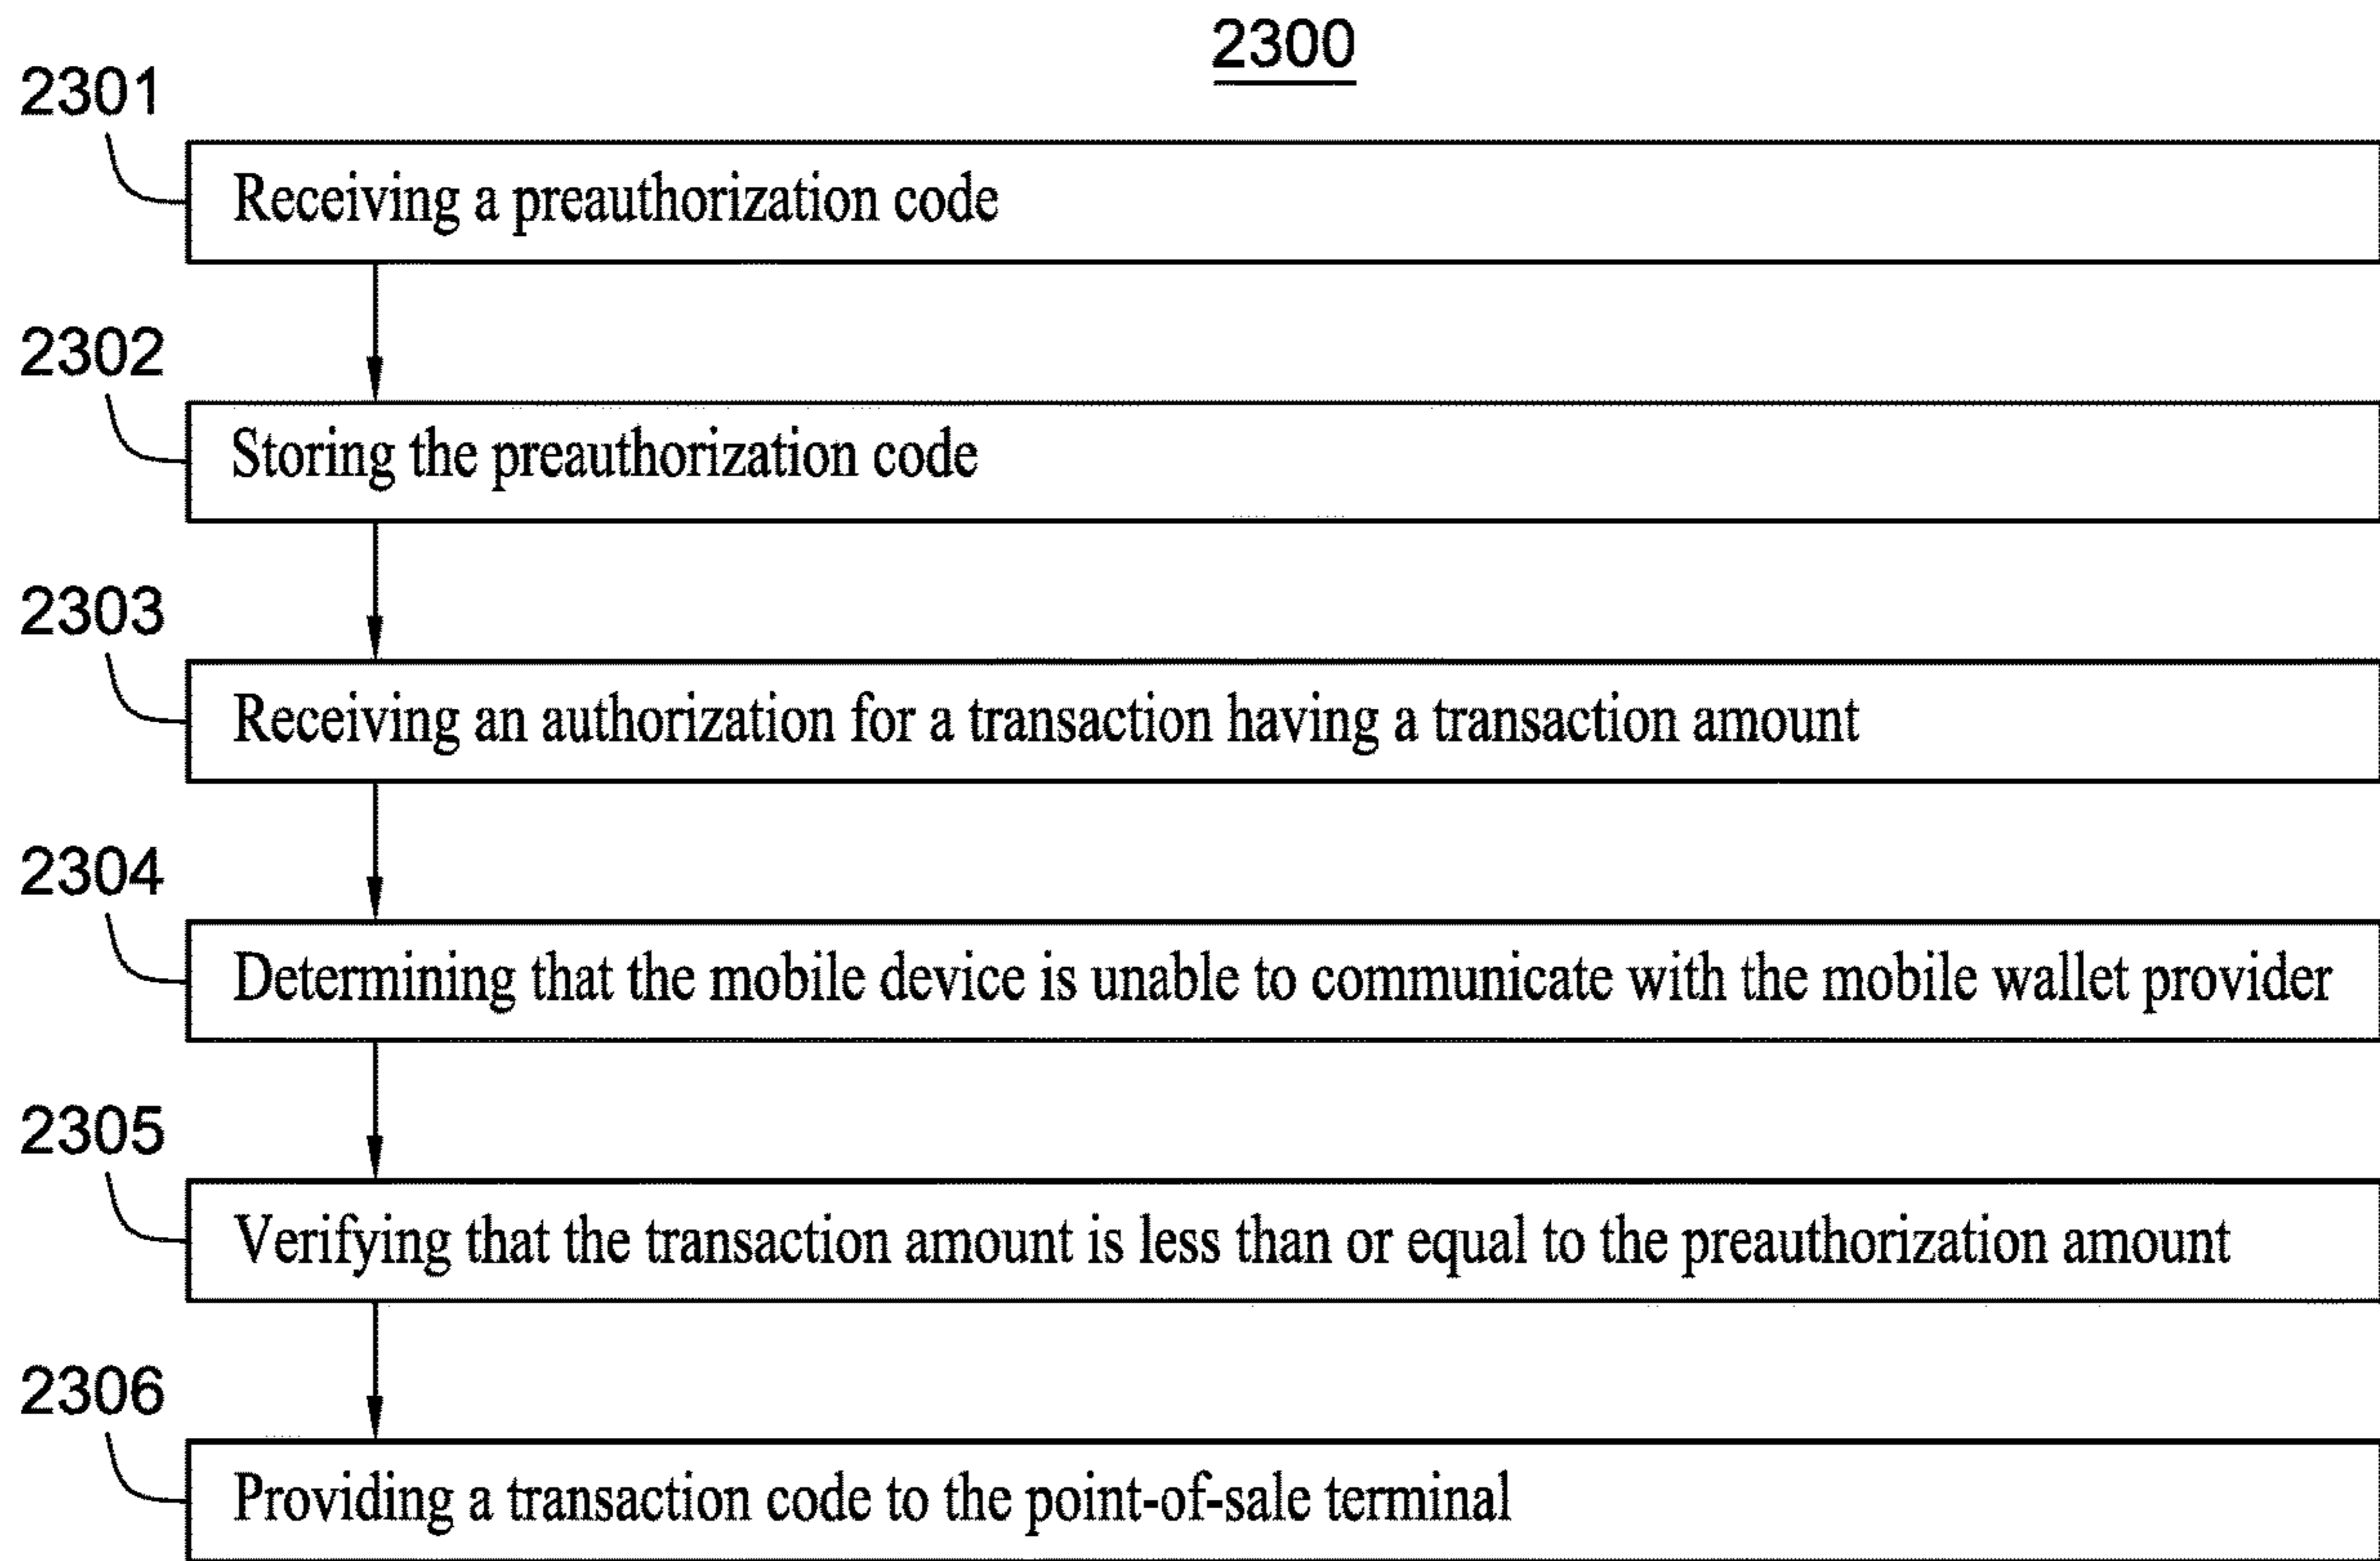 2300
2301
Receiving a preauthorization code
2302
Storing the preauthorization code
2303
Receiving an authorization for a transaction having a transaction amount
2304
Determining that the mobile device is unable to communicate with the mobile wallet provider
2305
Verifying that the transaction amount is less than or equal to the preauthorization amount
2306
Providing a transaction code to the point-of-sale terminal